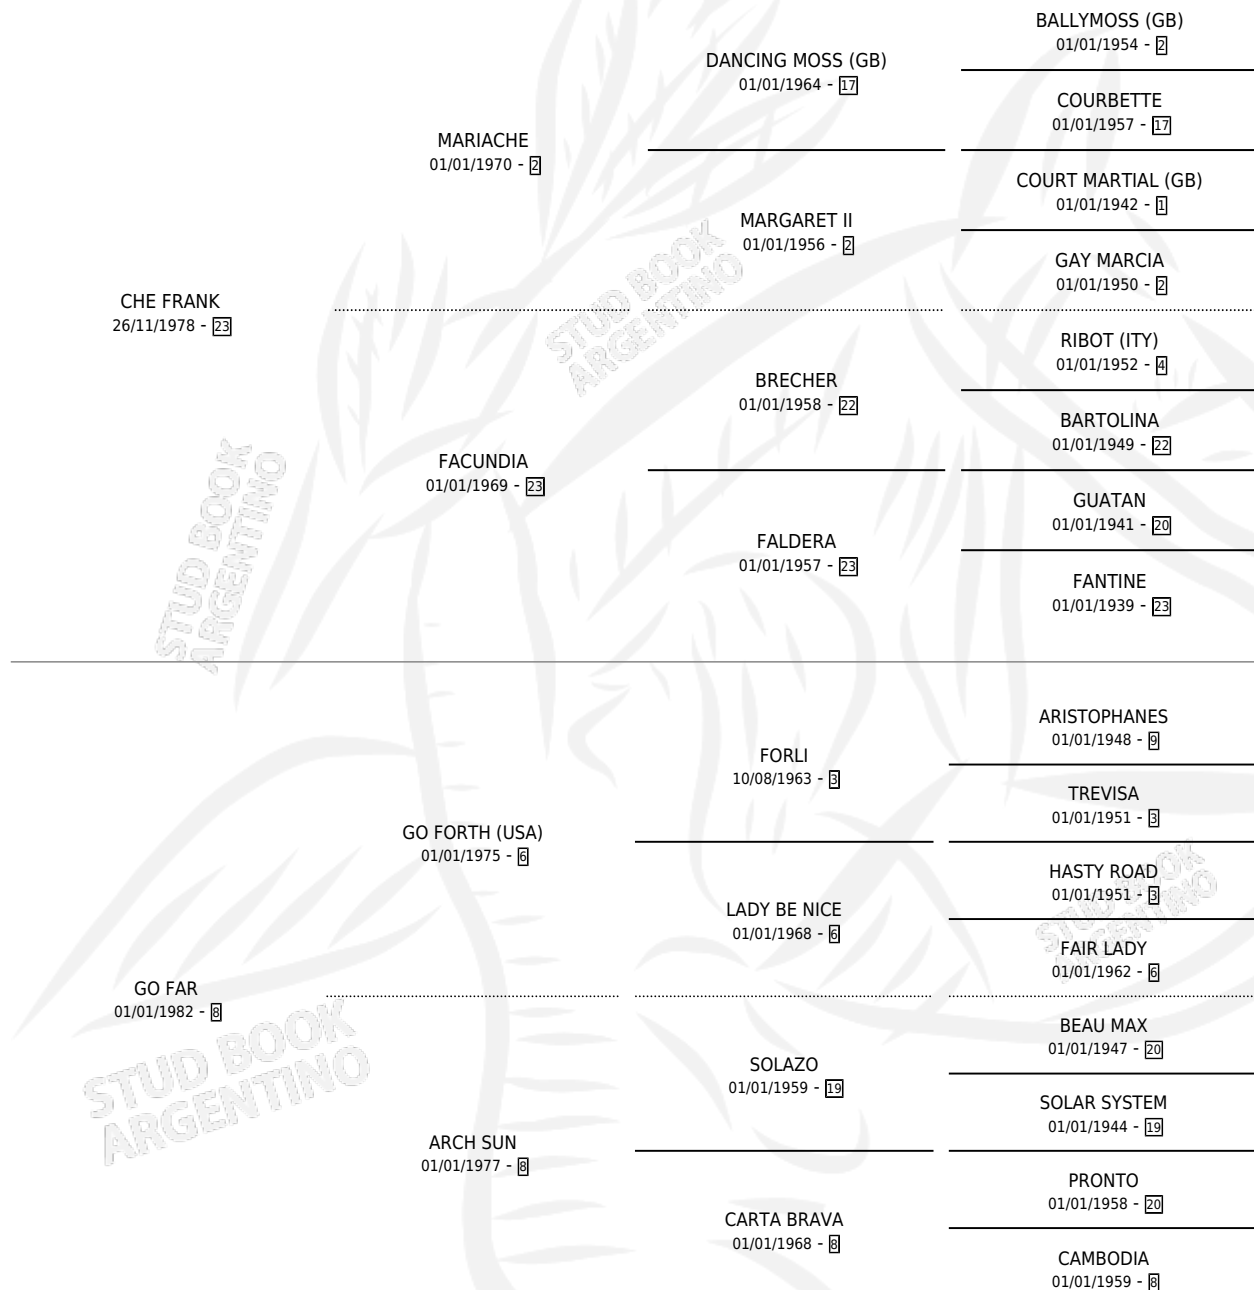 BALLYMOSS (GB)
01/01/1954 - 2
DANCING MOSS (GB)
01/01/1964 - 17
COURBETTE
01/01/1957 - 17
MARIACHE
01/01/1970 - 2
COURT MARTIAL (GB)
01/01/1942 - 1
MARGARET II
01/01/1956 - 2
GAY MARCIA
01/01/1950 - 2
CHE FRANK
26/11/1978 - 23
RIBOT (ITY)
01/01/1952 - 4
BRECHER
01/01/1958 - 22
BARTOLINA
01/01/1949 - 22
FACUNDIA
01/01/1969 - 23
GUATAN
01/01/1941 - 20
FALDERA
01/01/1957 - 23
FANTINE
01/01/1939 - 23
STUD BOOK
ARGENTINO
STUD BOOK
ARGENTINO
ARISTOPHANES
01/01/1948 - 9
FORLI
10/08/1963 - 3
TREVISA
01/01/1951 - 3
GO FORTH (USA)
01/01/1975 - 6
HASTY ROAD
01/01/1951 - 3
LADY BE NICE
01/01/1968 - 6
FAIR LADY
01/01/1962 - 6
GO FAR
01/01/1982 - 8
BEAU MAX
01/01/1947 - 20
SOLAZO
01/01/1959 - 19
SOLAR SYSTEM
01/01/1944 - 19
ARCH SUN
01/01/1977 - 8
PRONTO
01/01/1958 - 20
CARTA BRAVA
01/01/1968 - 8
CAMBODIA
01/01/1959 - 8
STUD BOOK
ARGENTINO
STUD BOOK
ARGENTINO